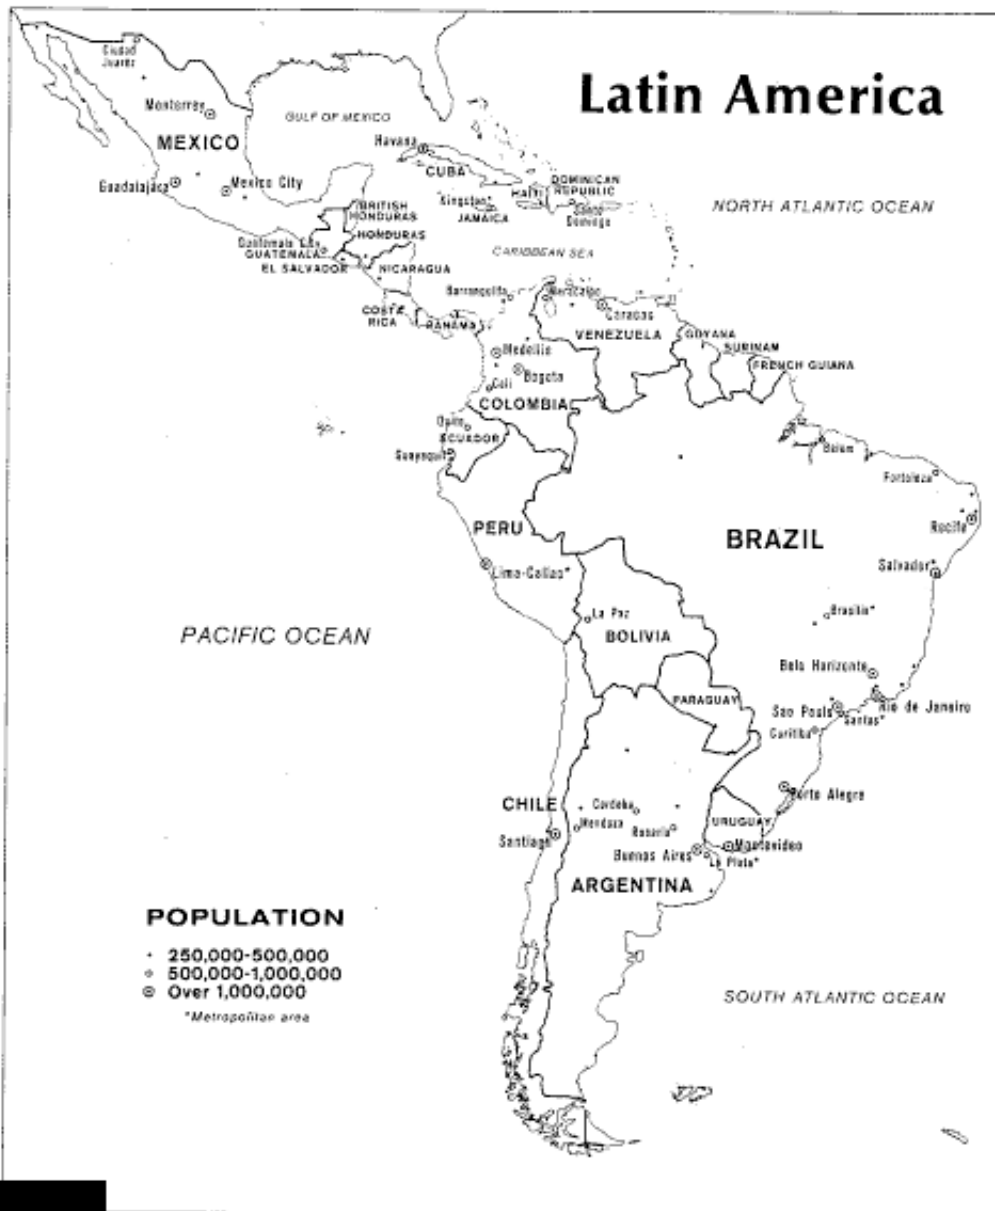 Latin America
Ciudad
Juarez
Monterrey
MEXICO
GULF OF MEXICO
Havana
CUBA
Guadalajara
Mexico City
DOMINICAN
REPUBLIC
HAITI
Kingston*
JAMAICA
Santo
Domingo
NORTH ATLANTIC OCEAN
BRITISH
HONDURAS
HONDURAS
Guatemala City
GUATEMALA
EL SALVADOR
NICARAGUA
CARIBBEAN SEA
COSTA
RICA
PANAMA
Barranquilla
Maracaibo
Caracas
VENEZUELA
GUYANA
SURINAM
FRENCH GUIANA
Medellin
Bogota
Cali
COLOMBIA
Quito
ECUADOR
Guayaquil
Belem
Fortaleza
Recife
PERU
BRAZIL
Lima-Callao*
Salvador*
La Paz
BOLIVIA
Brasilia*
PACIFIC OCEAN
Belo Horizonte
PARAGUAY
Sao Paulo
Santos*
Rio de Janeiro
Curitiba
CHILE
Cordoba
Mendoza
Rosario
Santiago
Porto Alegre
URUGUAY
Buenos Aires
Montevideo
La Plata*
ARGENTINA
POPULATION
250,000-500,000
500,000-1,000,000
Over 1,000,000
*Metropolitan area
SOUTH ATLANTIC OCEAN